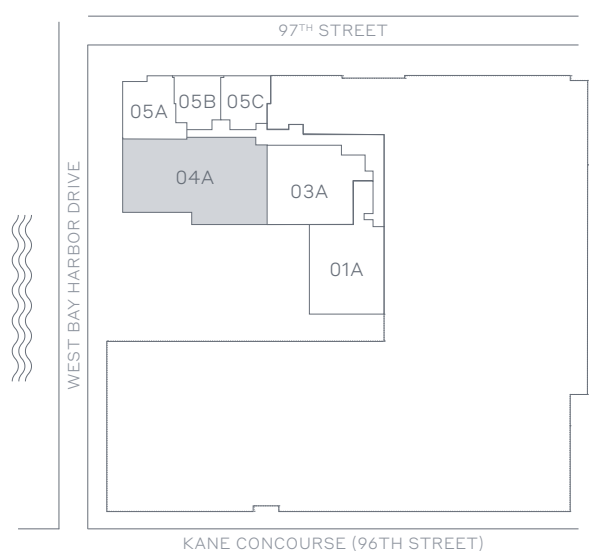 97TH STREET
05A
05B
05C
04A
03A
01A
WEST BAY HARBOR DRIVE
KANE CONCOURSE (96TH STREET)